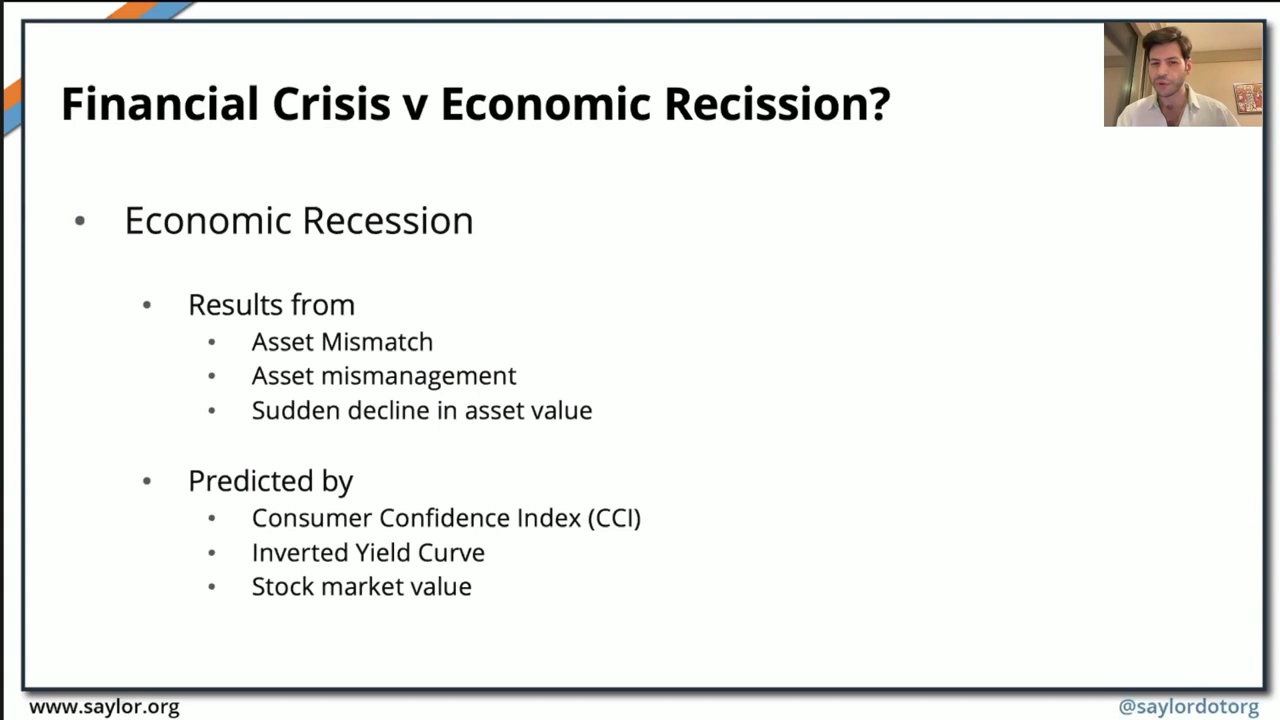 Financial Crisis v Economic Recission?
Economic Recession
Results from
Asset Mismatch
Asset mismanagement
Sudden decline in asset value
Predicted by
Consumer Confidence Index (CCI)
Inverted Yield Curve
Stock market value
www.saylor.org
@saylordotorg